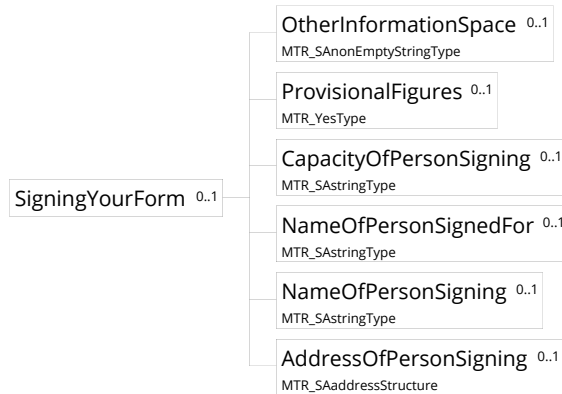 OtherInformationSpace 0..1
MTR_SAnonEmptyStringType
ProvisionalFigures 0..1
MTR_YesType
CapacityOfPersonSigning 0..1
MTR_SAstringType
SigningYourForm 0..1
NameOfPersonSignedFor 0..1
MTR_SAstringType
NameOfPersonSigning 0..1
MTR_SAstringType
AddressOfPersonSigning 0..1
MTR_SAaddressStructure